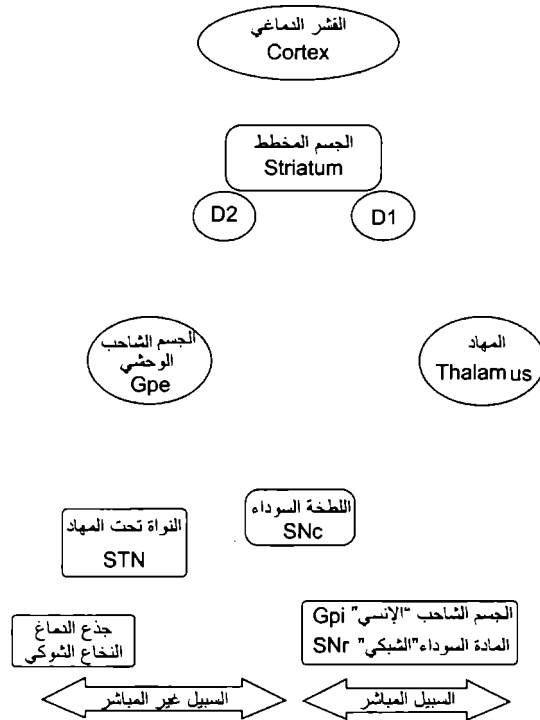 القشر الدماغي
Cortex
الجسم المخطط
Striatum
D2
D1
الجسم الشاحب
الوحشي
Gpe
المهاد
Thalamus
اللطخة السوداء
SNc
النواة تحت المهاد
STN
الجسم الشاحب "الإنسي" Gpi
المادة السوداء"الشبكي" SNr
جذع الدماغ
النخاع الشوكي
السبيل غير المباشر
السبيل المباشر